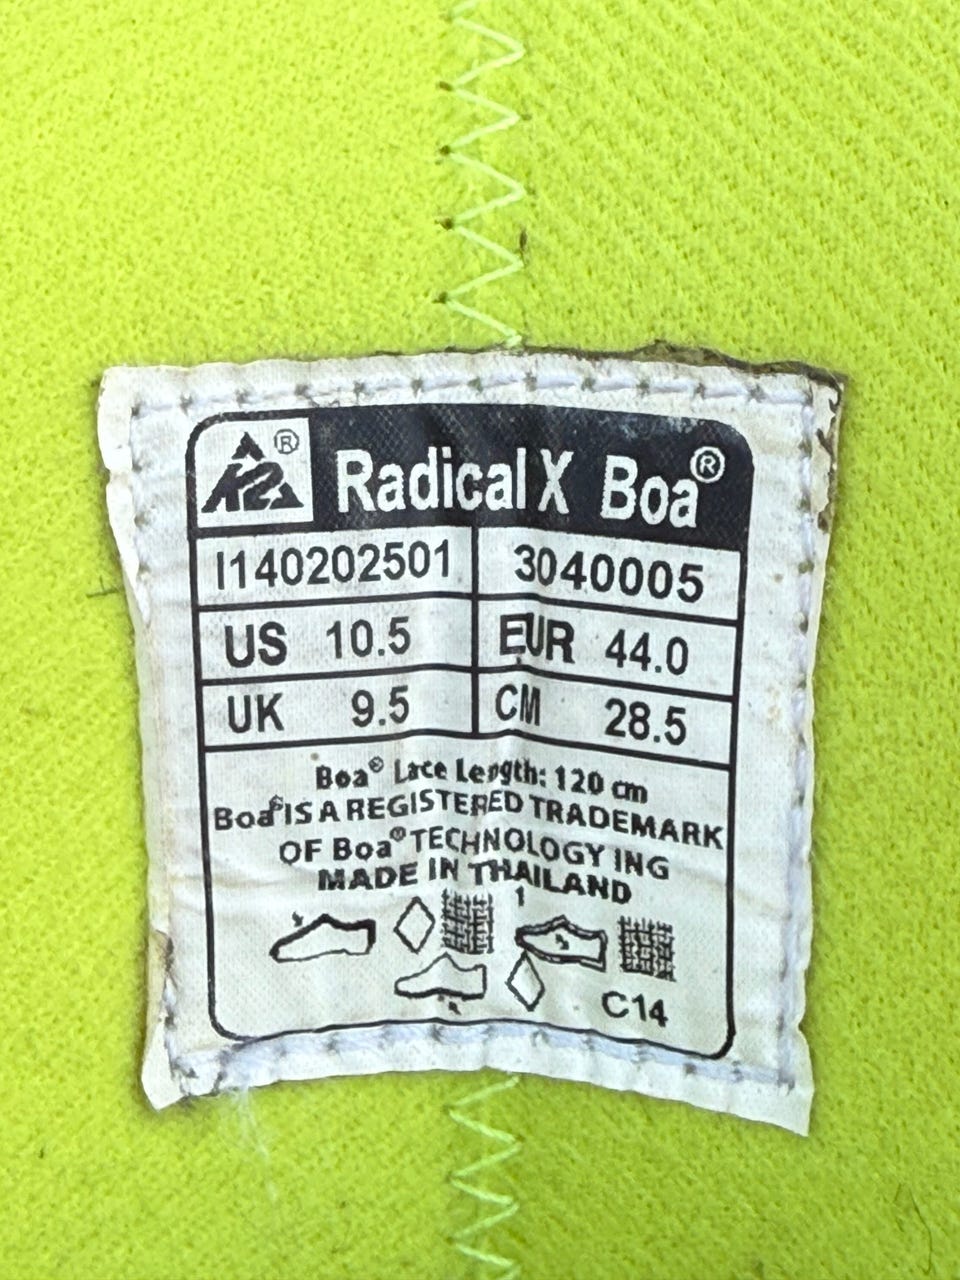 K2 ® Radical X Boa®
I140202501 3040005
US 10.5 EUR 44.0
UK 9.5 CM 28.5
Boa® Lace Length: 120 cm
Boa® IS A REGISTERED TRADEMARK
OF Boa® TECHNOLOGY ING
MADE IN THAILAND
C14